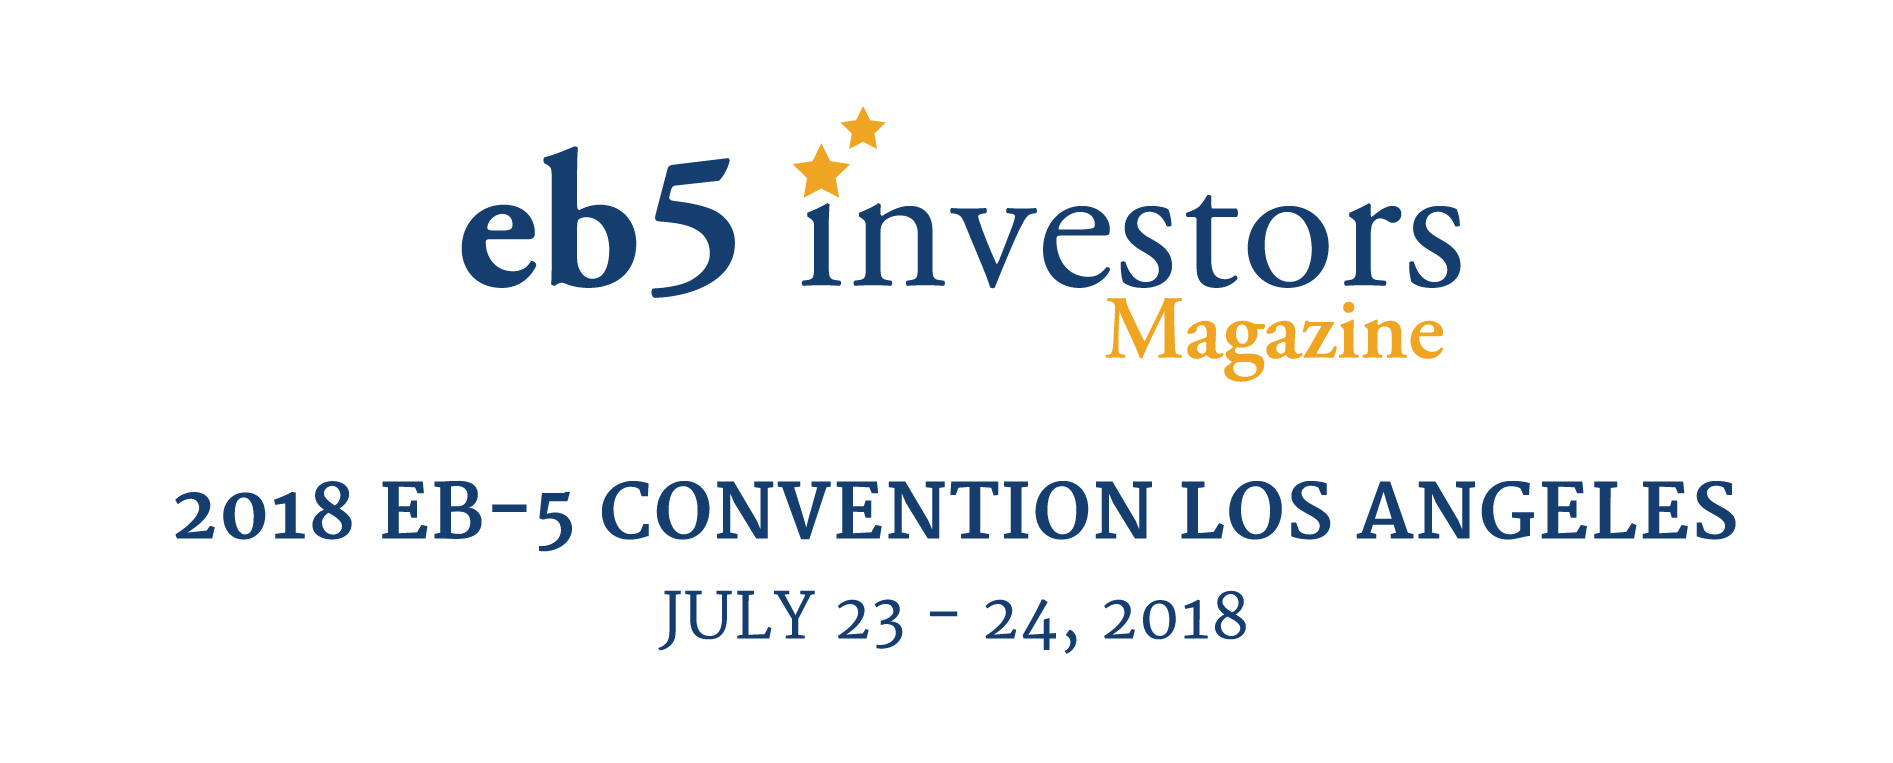 eb5 investors
Magazine
2018 EB-5 CONVENTION LOS ANGELES
JULY 23 - 24, 2018